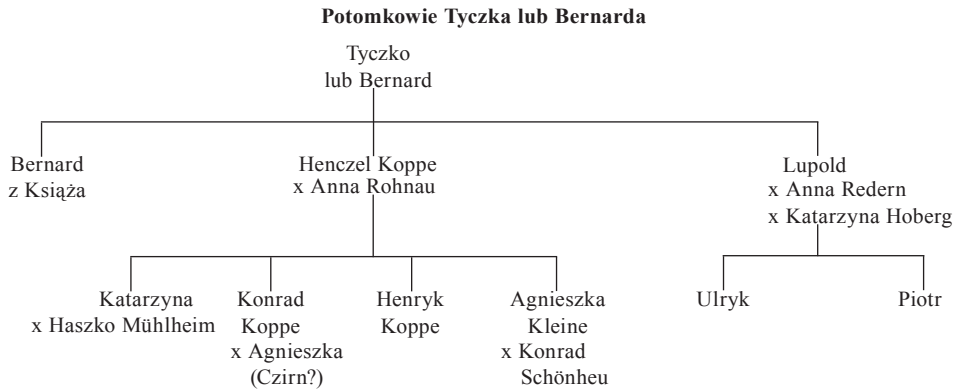 Potomkowie Tyczka lub Bernarda
Tyczko
lub Bernard
Bernard
z Książa
Henczel Koppe
x Anna Rohnau
Lupold
x Anna Redern
x Katarzyna Hoberg
Katarzyna
x Haszko Mühlheim
Konrad
Koppe
x Agnieszka
(Czirn?)
Henryk
Koppe
Agnieszka
Kleine
x Konrad
Schönheu
Ulryk
Piotr